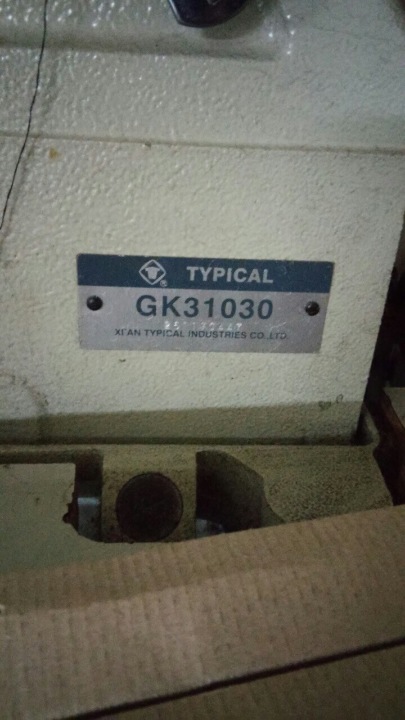 ® TYPICAL
GK31030
XI'AN TYPICAL INDUSTRIES CO.,LTD.